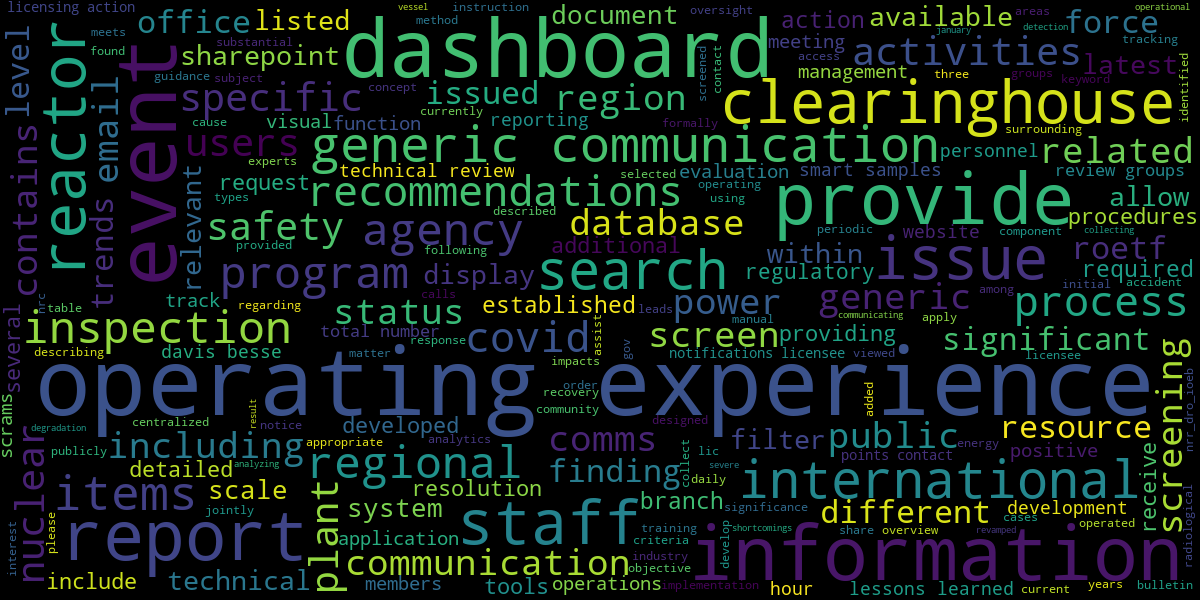 licensing action
vessel
instruction
oversight
operational
office
listed
method
document
action
available
areas
force
meets
substantial
dashboard
meeting
january
detection
tracking
level
reactor
found
sharepoint
screened
contact
access
activities
latest
guidance
subject
management
three
groups
keyword
identified
event
email
specific
concept
issued
region
clearinghouse
currently
cause
visual
function
reporting
formally
surrounding
users
generic communication
personnel
related
experts
technical review
selected
evaluation
smart samples
review groups
contains
trends
relevant
request
types
recommendations
operating
using
provide
allow
described
procedures
safety
provided
agency
following
database
periodic
website
component
collecting
additional
within
issue
roetf
program
display
search
regulatory
required
calls
among
initial
accident
nrc
table
track
regarding
status
established
leads
power
manual
generic
communicating
apply
process
several
inspection
total number
response
covid
assist
gov
screen
providing
significant
describing
davis besse
matter
impacts
notifications licensee
viewed
licensee
operating experience
order
recovery
community
added
screening
nrr_dro_ioeb
scrams
centralized
result
notice
developed
designed
resource
degradation
including
appropriate
analytics
comms
filter
public
energy
nuclear
publicly
analyzing
regional
finding
collect
lic
points contact
positive
detailed
daily
severe
international
receive
items
scale
resolution
branch
significance
different
development
jointly
plant
system
training
develop
shortcomings
cases
operated
radiological
interest
please
report
application
staff
criteria
share
overview
revamped
industry
information
communication
objective
include
technical
members
tools
operations
implementation
hour
lessons learned
current
years
bulletin